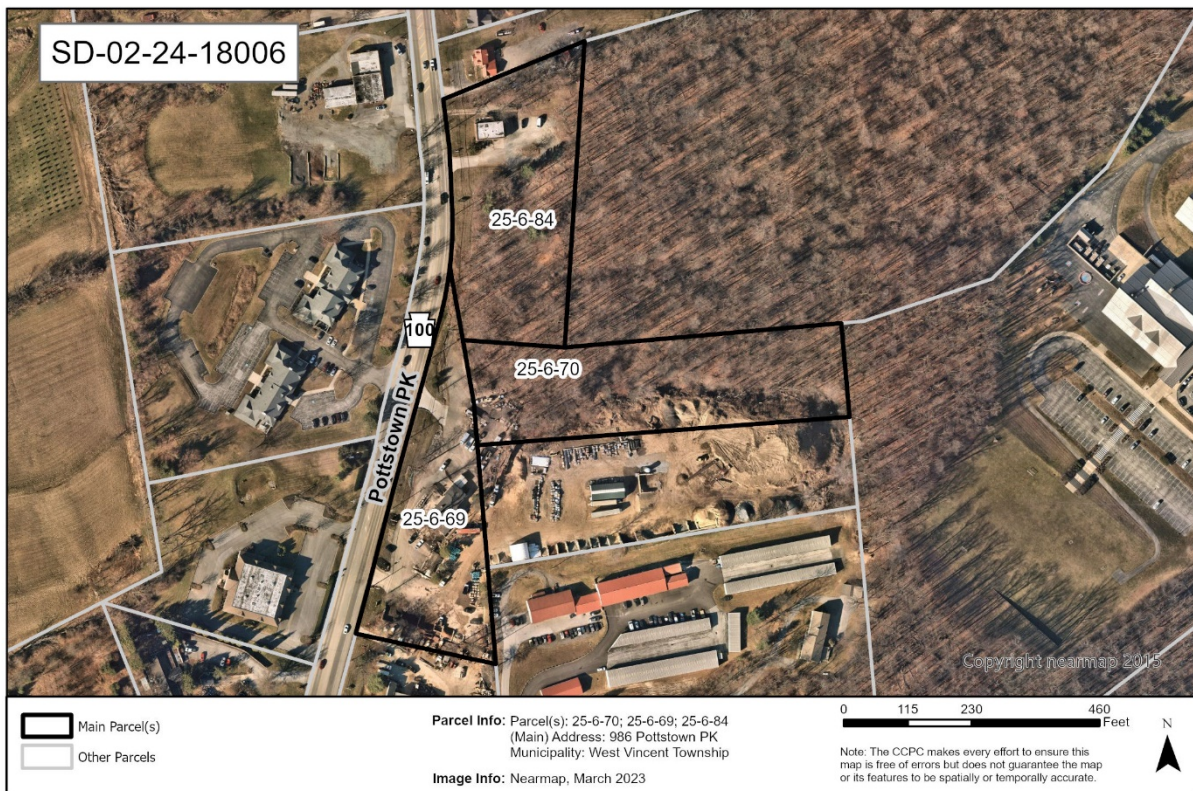 SD-02-24-18006
25-6-84
100
25-6-70
Pottstown PK
25-6-69
Copyright nearmap 2015
Main Parcel(s)
Other Parcels
Parcel Info: Parcel(s): 25-6-70; 25-6-69; 25-6-84
(Main) Address: 986 Pottstown PK
Municipality: West Vincent Township
Image Info: Nearmap, March 2023
0 115 230 460
Feet
N
Note: The CCPC makes every effort to ensure this
map is free of errors but does not guarantee the map
or its features to be spatially or temporally accurate.